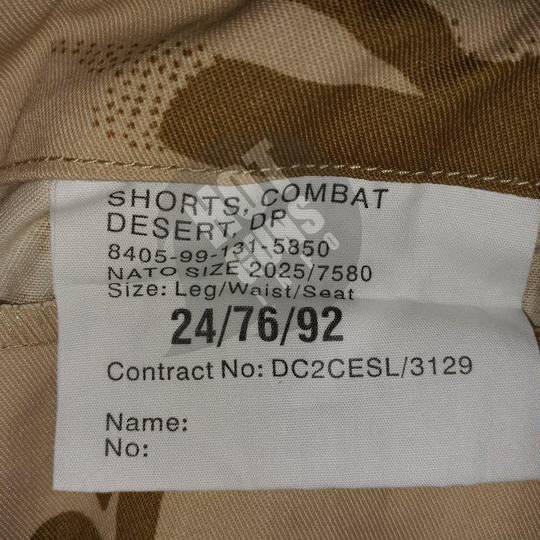 SHORTS, COMBAT
DESERT, DP
8405-99-131-5850
NATO SIZE 2025/7580
Size: Leg/Waist/Seat
24/76/92
Contract No: DC2CESL/3129
Name:
No: